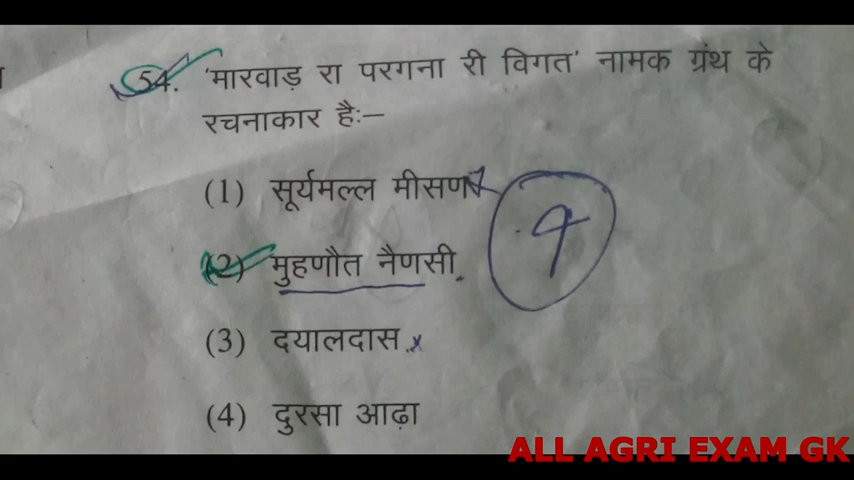 54. 'मारवाड़ रा परगना री विगत' नामक ग्रंथ के
रचनाकार हैः–
(1) सूर्यमल्ल मीसण
(2) मुहणौत नैणसी
(3) दयालदास
(4) दुरसा आढ़ा
ALL AGRI EXAM GK